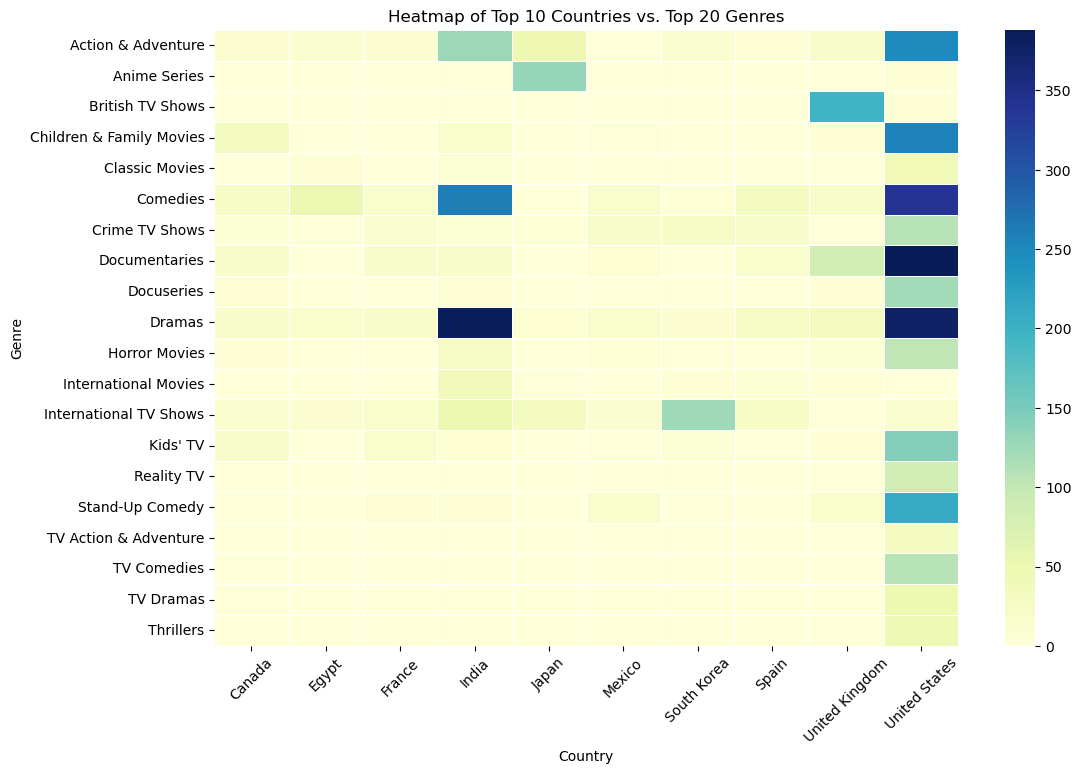 Heatmap of Top 10 Countries vs. Top 20 Genres
Genre
Action & Adventure
Anime Series
British TV Shows
Children & Family Movies
Classic Movies
Comedies
Crime TV Shows
Documentaries
Docuseries
Dramas
Horror Movies
International Movies
International TV Shows
Kids' TV
Reality TV
Stand-Up Comedy
TV Action & Adventure
TV Comedies
TV Dramas
Thrillers
Canada
Egypt
France
India
Japan
Mexico
South Korea
Spain
United Kingdom
United States
Country
350
300
250
200
150
100
50
0